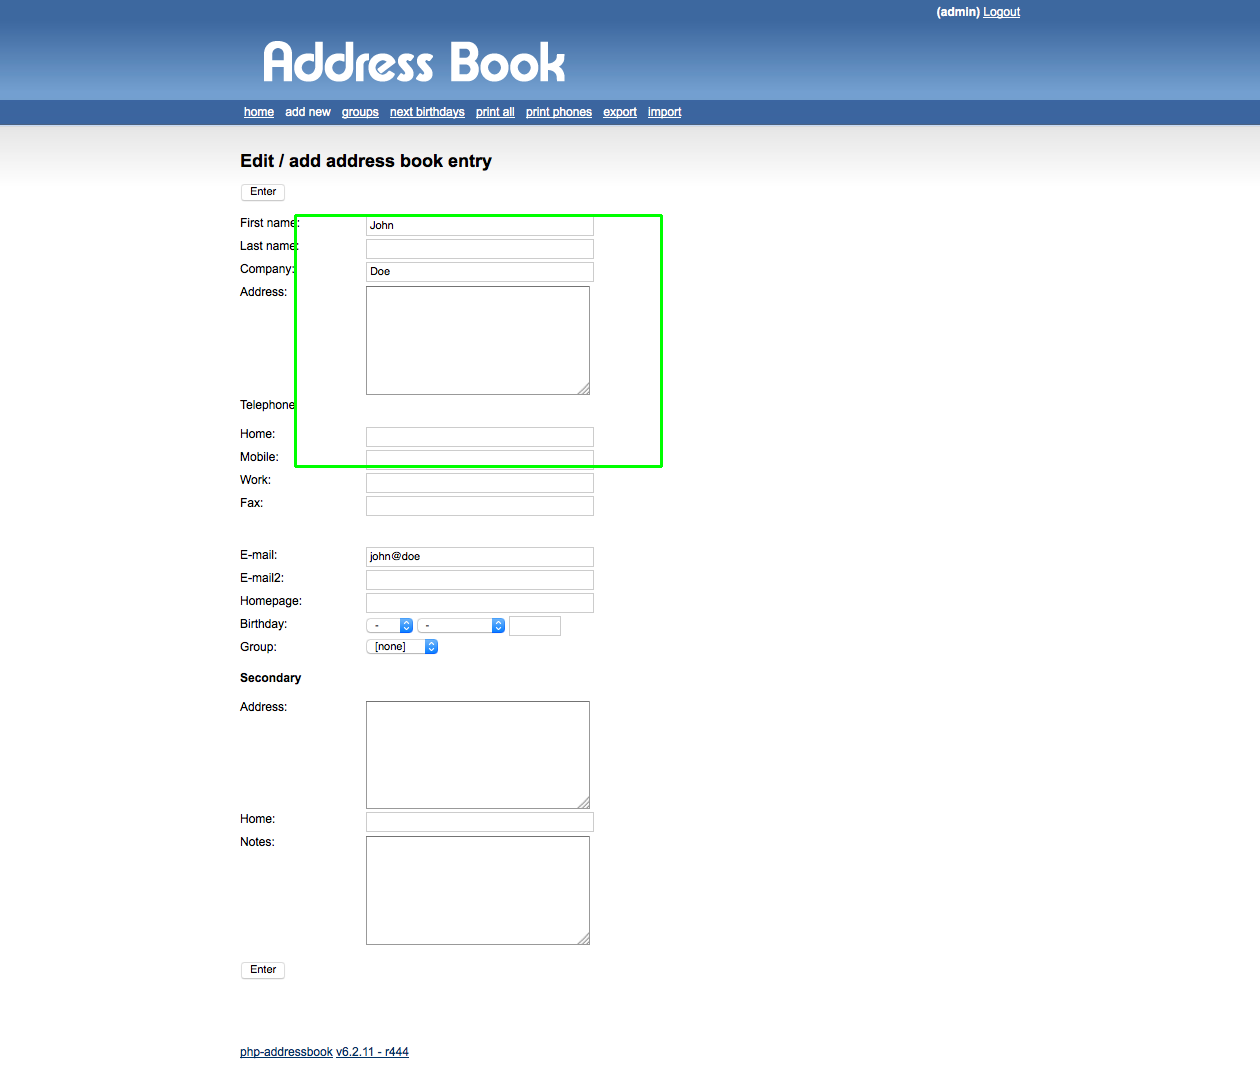 (admin) Logout
Address Book
home add new groups next birthdays print all print phones export import
Edit / add address book entry
Enter
First name: John
Last name:
Company: Doe
Address:
Telephone
Home:
Mobile:
Work:
Fax:
E-mail: john@doe
E-mail2:
Homepage:
Birthday: - -
Group: [none]
Secondary
Address:
Home:
Notes:
Enter
php-addressbook v6.2.11 - r444